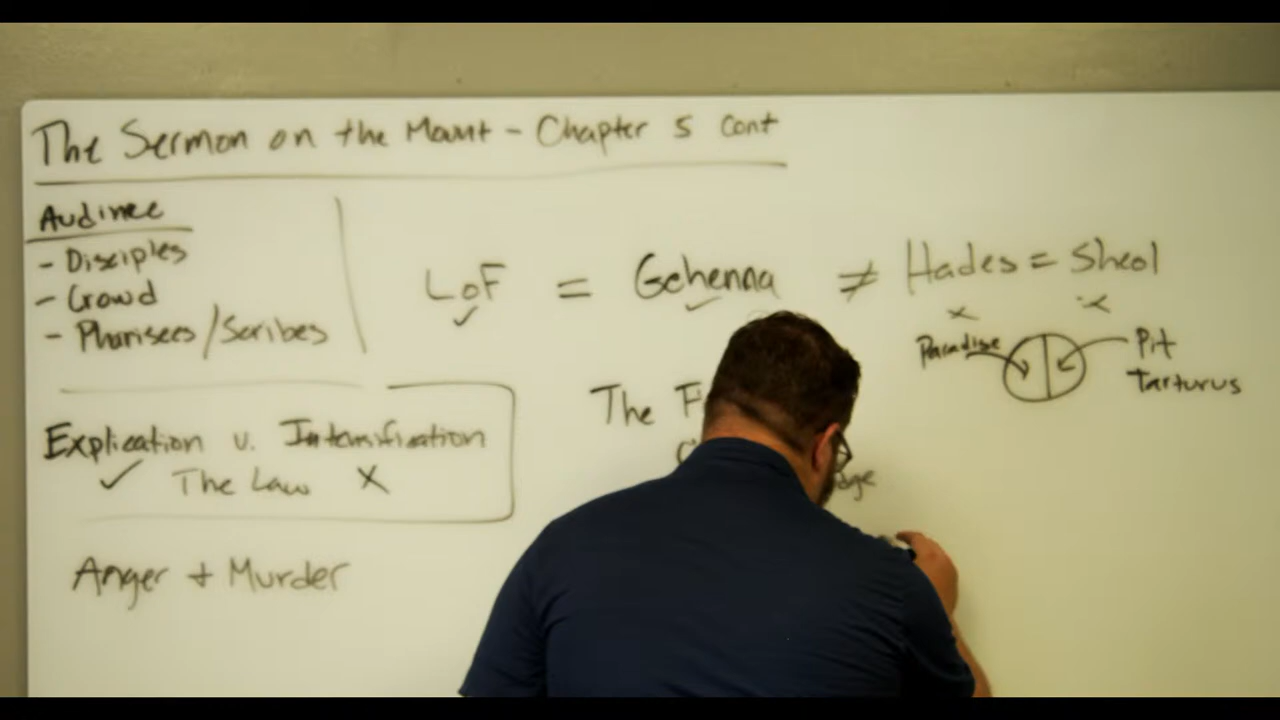 The Sermon on the Mount - Chapter 5 Cont
Audince
- Disciples
- Crowd
- Pharisees/Scribes
LoF = Gehenna ≠ Hades = Sheol
✓ ✓ x x
Paradise
Pit
Tarturus
Explication v. Intensification
✓ The Law X
The
Anger + Murder